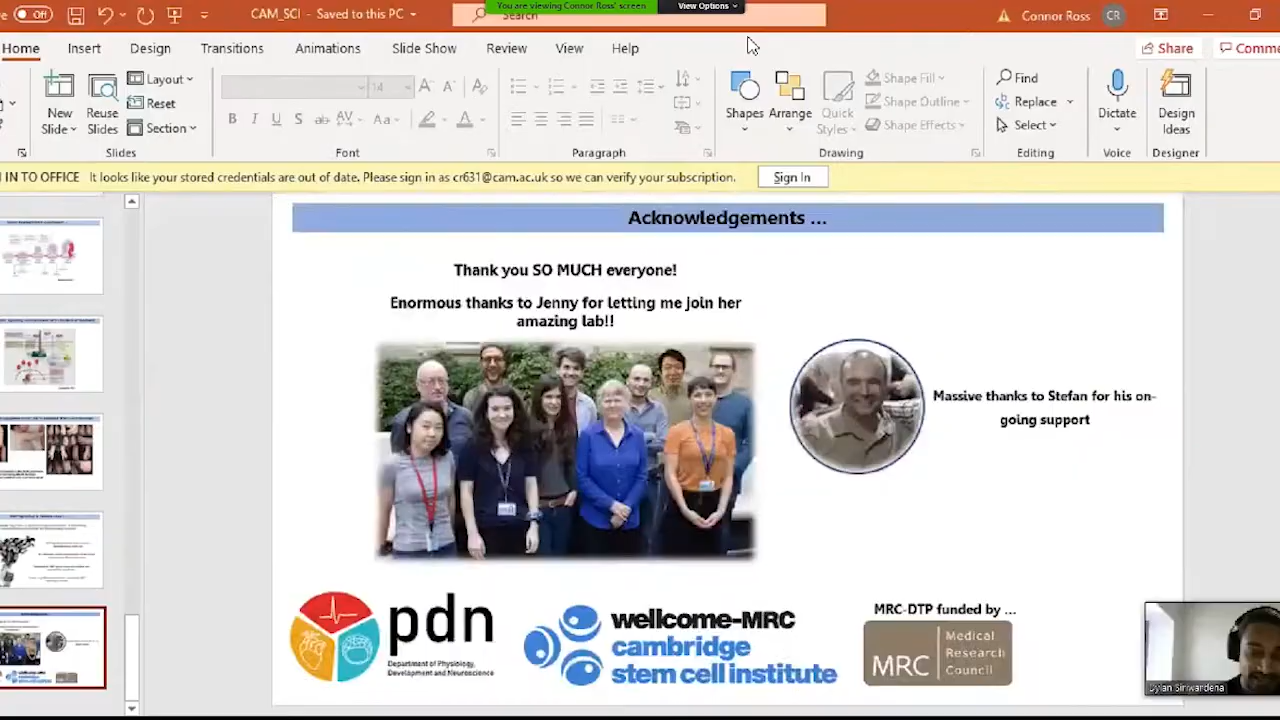 You are viewing Connor Ross' screen
View Options
Off
CAM_SCI - Saved to this PC
Search
Connor Ross
CR
Home
Insert
Design
Transitions
Animations
Slide Show
Review
View
Help
Share
New
Slide
Reuse
Slides
Layout
Reset
Section
Slides
14
Font
Paragraph
Shapes
Arrange
Quick
Styles
Shape Fill
Shape Outline
Shape Effects
Drawing
Find
Replace
Select
Editing
Dictate
Voice
Design
Ideas
Designer
IN TO OFFICE It looks like your stored credentials are out of date. Please sign in as cr631@cam.ac.uk so we can verify your subscription.
Sign In
Acknowledgements ...
Thank you SO MUCH everyone!
Enormous thanks to Jenny for letting me join her
amazing lab!!
Massive thanks to Stefan for his on-
going support
pdn
Department of Physiology,
Development and Neuroscience
wellcome-MRC
cambridge
stem cell institute
MRC-DTP funded by ...
MRC
Medical
Research
Council
Dylan Siriwardena